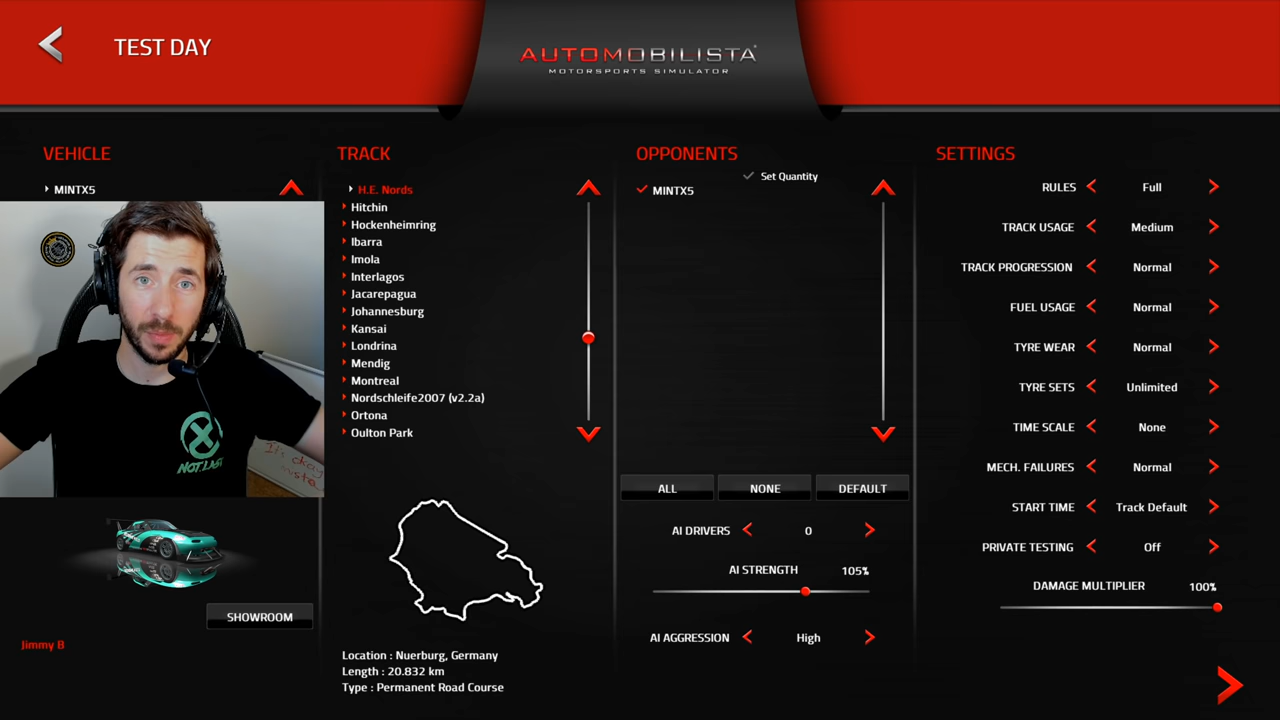 TEST DAY
AUTOMOBILISTA
MOTORSPORTS SIMULATOR
VEHICLE
MINTX5
SHOWROOM
Jimmy B
NOT LAST
It's okay
TRACK
H.E. Nords
Hitchin
Hockenheimring
Ibarra
Imola
Interlagos
Jacarepagua
Johannesburg
Kansai
Londrina
Mendig
Montreal
Nordschleife2007 (v2.2a)
Ortona
Oulton Park
Location : Nuerburg, Germany
Length : 20.832 km
Type : Permanent Road Course
OPPONENTS
Set Quantity
MINTX5
ALL NONE DEFAULT
AI DRIVERS 0
AI STRENGTH 105%
AI AGGRESSION High
SETTINGS
RULES Full
TRACK USAGE Medium
TRACK PROGRESSION Normal
FUEL USAGE Normal
TYRE WEAR Normal
TYRE SETS Unlimited
TIME SCALE None
MECH. FAILURES Normal
START TIME Track Default
PRIVATE TESTING Off
DAMAGE MULTIPLIER 100%